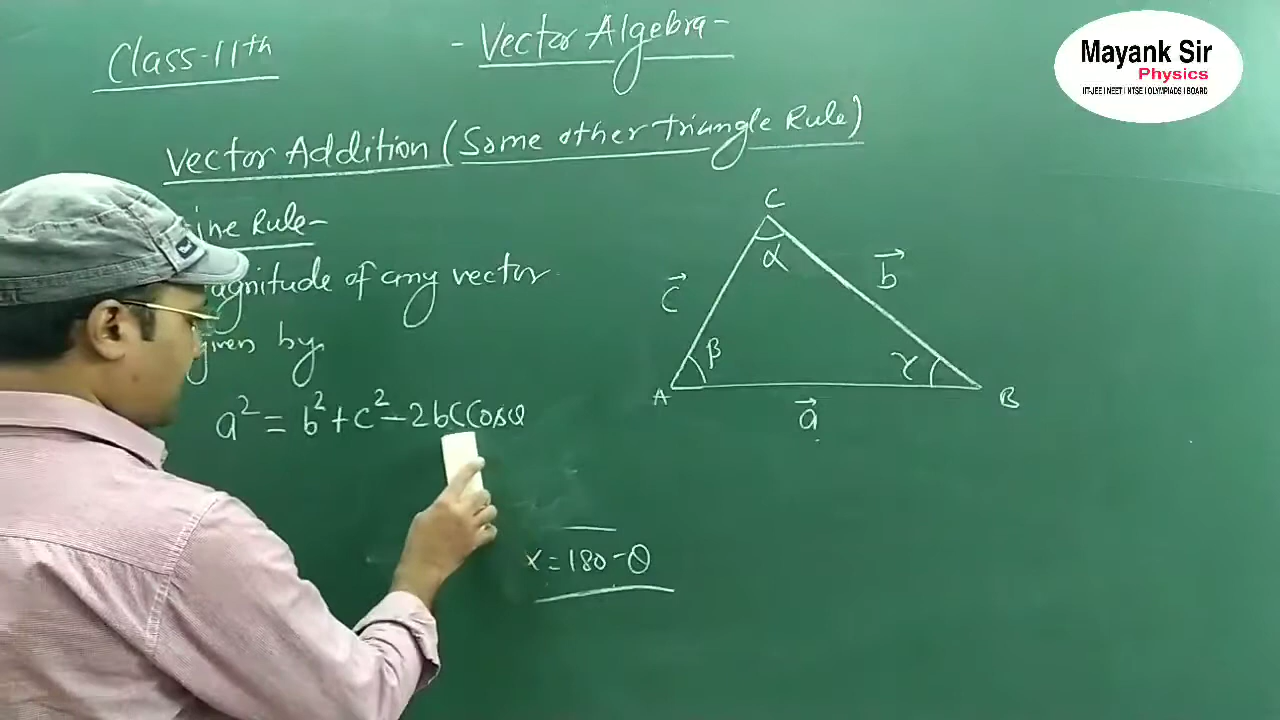 Class-11th
- Vector Algebra-
Mayank Sir
Physics
IIT-JEE I NEET I NTSE I OLYMPIADS I BOARD
Vector Addition (Some other Triangle Rule)
ine Rule-
agnitude of any vector
given by
a² = b² + c² - 2bc Cosθ
x = 180 - θ
C
α
c⃗
b⃗
β
γ
A
B
a⃗